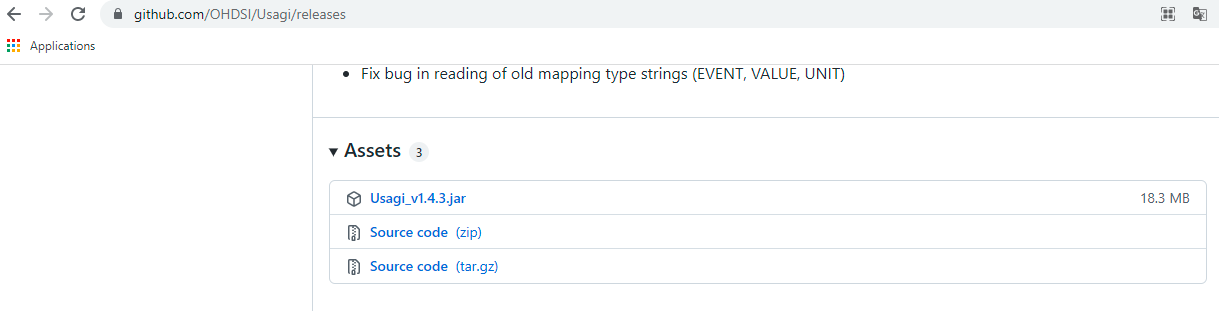 github.com/OHDSI/Usagi/releases
Applications
• Fix bug in reading of old mapping type strings (EVENT, VALUE, UNIT)
Assets 3
Usagi_v1.4.3.jar 18.3 MB
Source code (zip)
Source code (tar.gz)